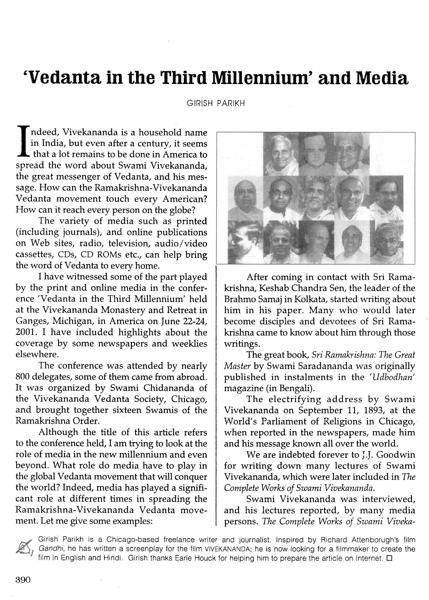 'Vedanta in the Third Millennium' and Media
GIRISH PARIKH
Indeed, Vivekananda is a household name
in India, but even after a century, it seems
that a lot remains to be done in America to
spread the word about Swami Vivekananda,
the great messenger of Vedanta, and his mes-
sage. How can the Ramakrishna-Vivekananda
Vedanta movement touch every American?
How can it reach every person on the globe?
The variety of media such as printed
(including journals), and online publications
on Web sites, radio, television, audio/video
cassettes, CDs, CD ROMs etc., can help bring
the word of Vedanta to every home.
I have witnessed some of the part played
by the print and online media in the confer-
ence 'Vedanta in the Third Millennium' held
at the Vivekananda Monastery and Retreat in
Ganges, Michigan, in America on June 22-24,
2001. I have included highlights about the
coverage by some newspapers and weeklies
elsewhere.
The conference was attended by nearly
800 delegates, some of them came from abroad.
It was organized by Swami Chidananda of
the Vivekananda Vedanta Society, Chicago,
and brought together sixteen Swamis of the
Ramakrishna Order.
Although the title of this article refers
to the conference held, I am trying to look at the
role of media in the new millennium and even
beyond. What role do media have to play in
the global Vedanta movement that will conquer
the world? Indeed, media has played a signifi-
cant role at different times in spreading the
Ramakrishna-Vivekananda Vedanta move-
ment. Let me give some examples:
After coming in contact with Sri Rama-
krishna, Keshab Chandra Sen, the leader of the
Brahmo Samaj in Kolkata, started writing about
him in his paper. Many who would later
become disciples and devotees of Sri Rama-
krishna came to know about him through those
writings.
The great book, Sri Ramakrishna: The Great
Master by Swami Saradananda was originally
published in instalments in the 'Udbodhan'
magazine (in Bengali).
The electrifying address by Swami
Vivekananda on September 11, 1893, at the
World's Parliament of Religions in Chicago,
when reported in the newspapers, made him
and his message known all over the world.
We are indebted forever to J.J. Goodwin
for writing down many lectures of Swami
Vivekananda, which were later included in The
Complete Works of Swami Vivekananda.
Swami Vivekananda was interviewed,
and his lectures reported, by many media
persons. The Complete Works of Swami Viveka-
Girish Parikh is a Chicago-based freelance writer and journalist. Inspired by Richard Attenborough's film
Gandhi, he has written a screenplay for the film VIVEKANANDA; he is now looking for a filmmaker to create the
film in English and Hindi. Girish thanks Earle Houck for helping him to prepare the article on Internet. □
390